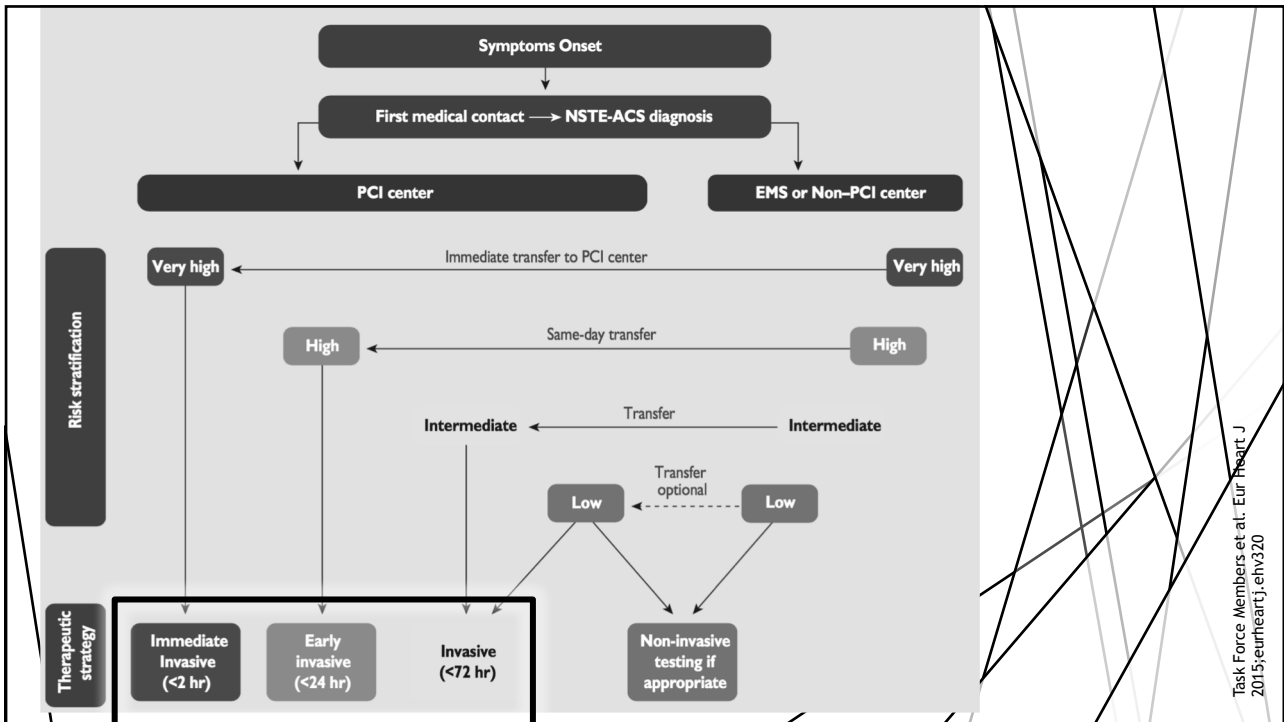 Symptoms Onset
First medical contact → NSTE-ACS diagnosis
PCI center
EMS or Non–PCI center
Risk stratification
Very high
Immediate transfer to PCI center
Very high
High
Same-day transfer
High
Intermediate
Transfer
Intermediate
Low
Transfer
optional
Low
Therapeutic
strategy
Immediate
Invasive
(<2 hr)
Early
invasive
(<24 hr)
Invasive
(<72 hr)
Non-invasive
testing if
appropriate
Task Force Members et al. Eur Heart J
2015;eurheartj.ehv320